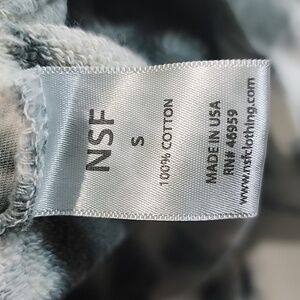 NSF
S
100% COTTON
MADE IN USA
RN# 46959
www.nsfclothing.com